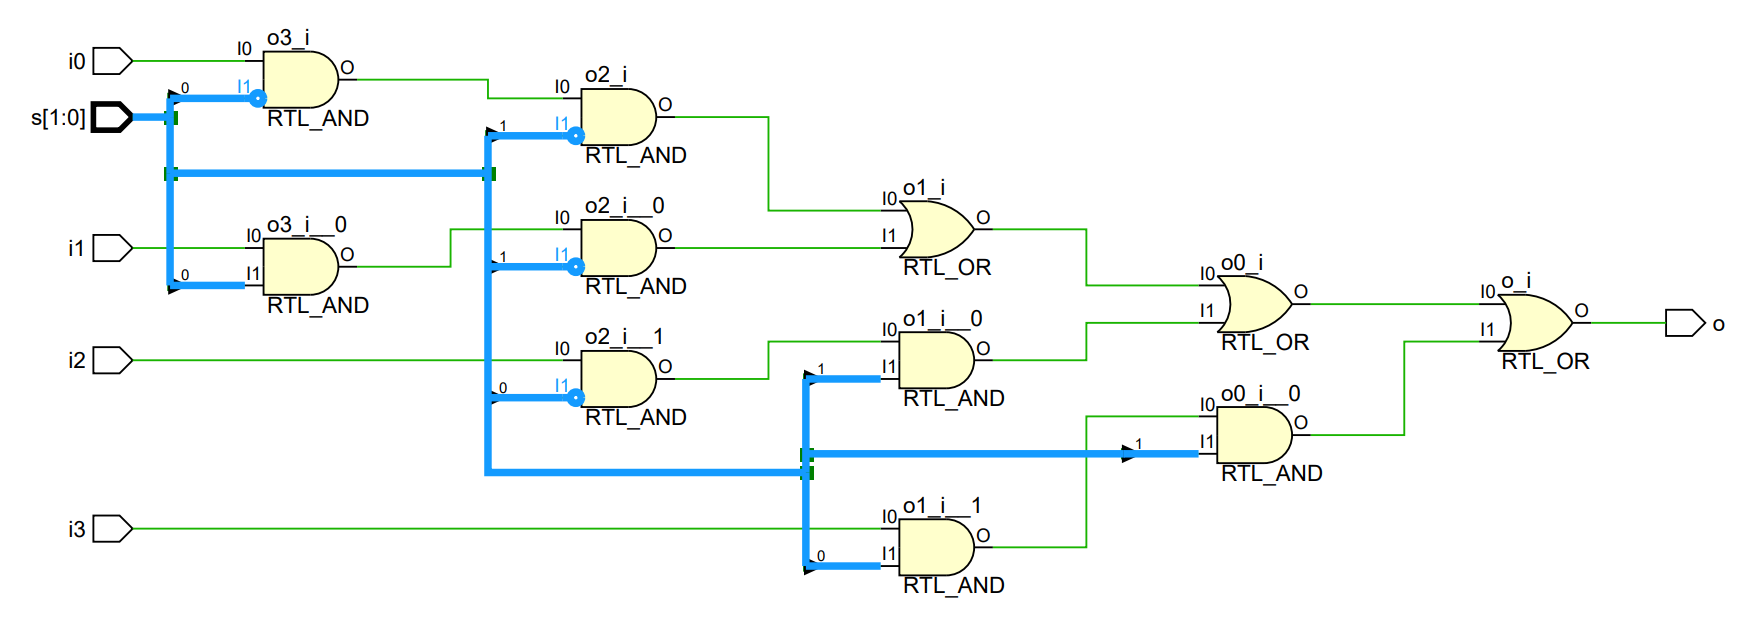 i0
s[1:0]
i1
i2
i3
0
0
o3_i
I0
I1
O
RTL_AND
o3_i__0
I0
I1
O
RTL_AND
1
1
0
o2_i
I0
I1
O
RTL_AND
o2_i__0
I0
I1
O
RTL_AND
o2_i__1
I0
I1
O
RTL_AND
o1_i
I0
I1
O
RTL_OR
1
o1_i__0
I0
I1
O
RTL_AND
0
o1_i__1
I0
I1
O
RTL_AND
o0_i
I0
I1
O
RTL_OR
1
o0_i__0
I0
I1
O
RTL_AND
o_i
I0
I1
O
RTL_OR
o